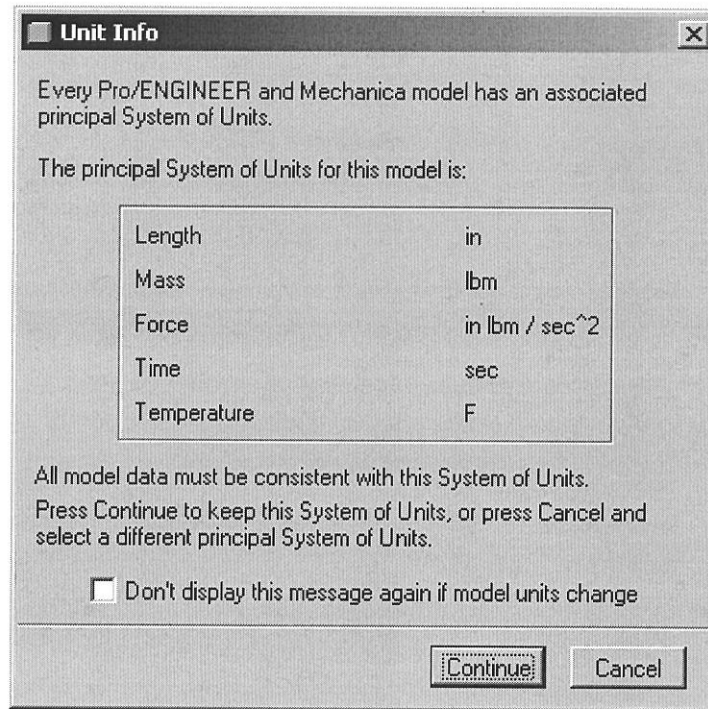 Unit Info
Every Pro/ENGINEER and Mechanica model has an associated
principal System of Units.
The principal System of Units for this model is:
Length in
Mass lbm
Force in lbm / sec^2
Time sec
Temperature F
All model data must be consistent with this System of Units.
Press Continue to keep this System of Units, or press Cancel and
select a different principal System of Units.
Don't display this message again if model units change
Continue Cancel